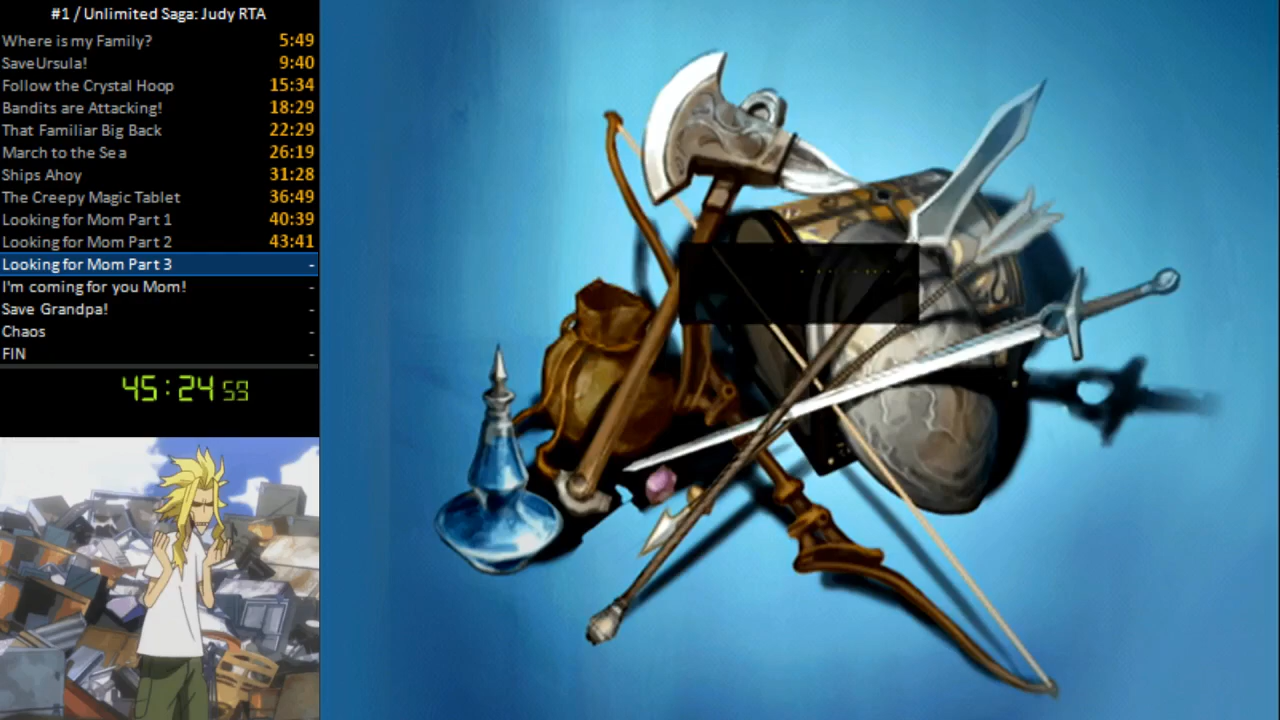 #1 / Unlimited Saga: Judy RTA
Where is my Family? 5:49
SaveUrsula! 9:40
Follow the Crystal Hoop 15:34
Bandits are Attacking! 18:29
That Familiar Big Back 22:29
March to the Sea 26:19
Ships Ahoy 31:28
The Creepy Magic Tablet 36:49
Looking for Mom Part 1 40:39
Looking for Mom Part 2 43:41
Looking for Mom Part 3 -
I'm coming for you Mom! -
Save Grandpa! -
Chaos -
FIN -
45:24 59